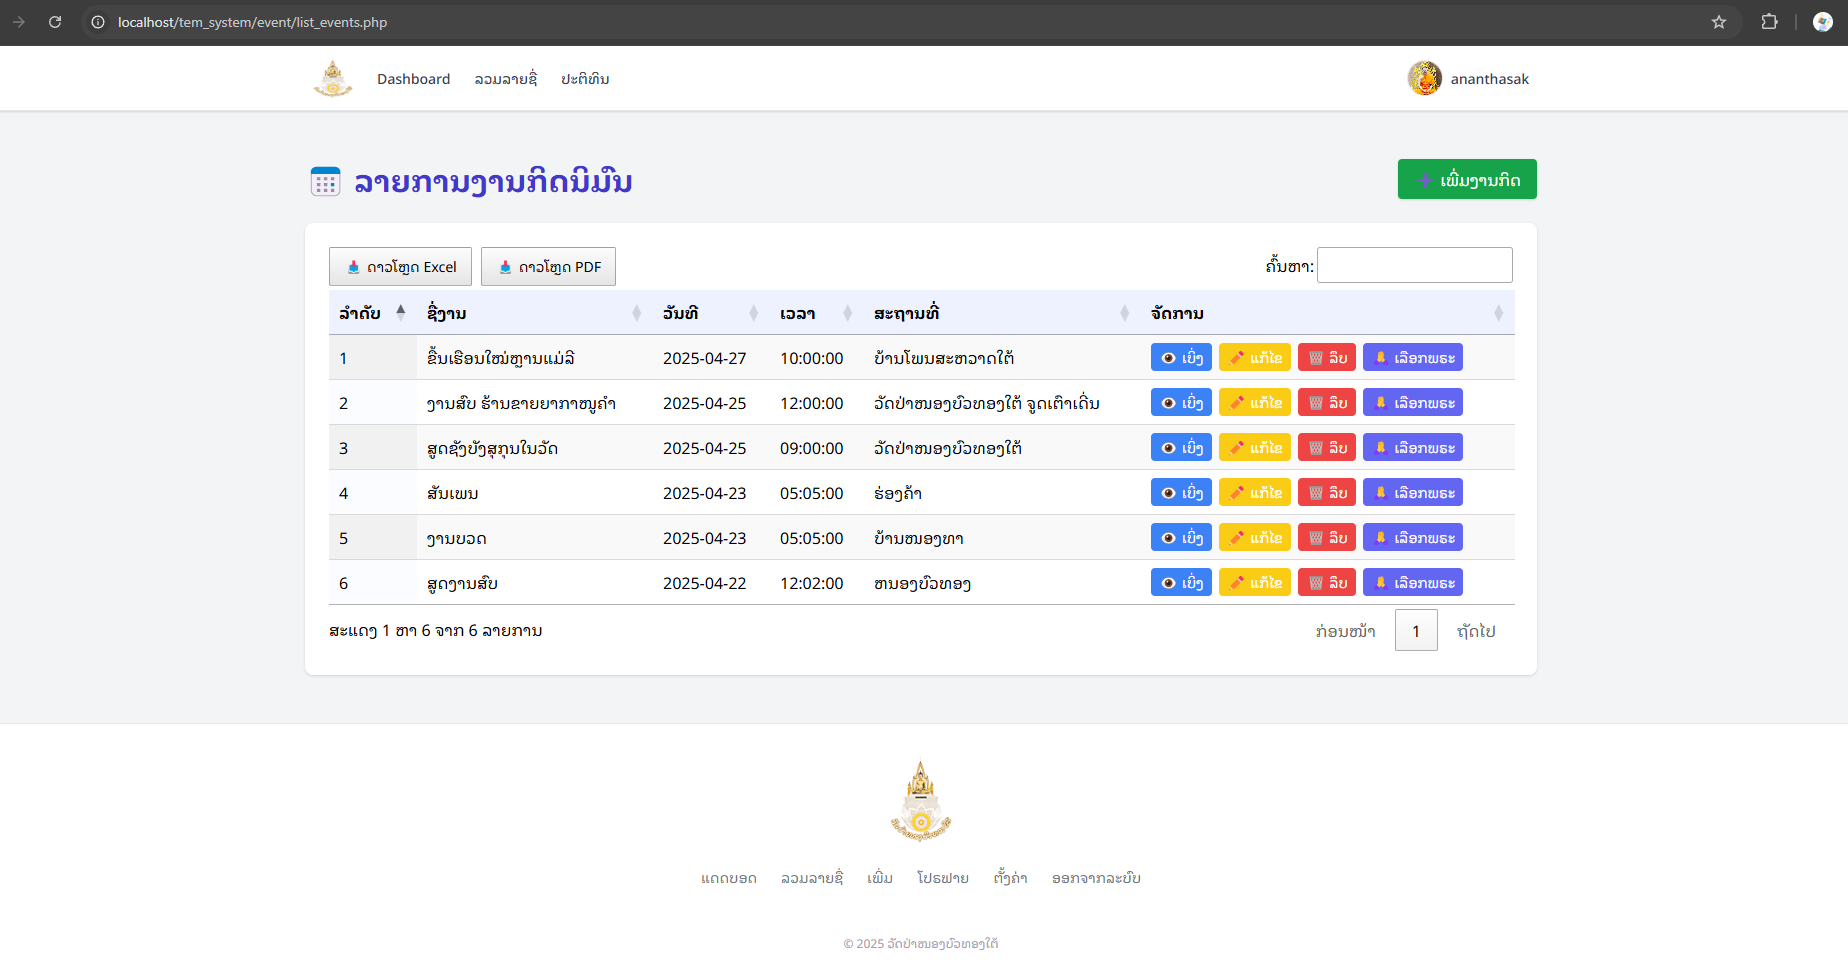 localhost/tem_system/event/list_events.php
Dashboard ລວມລາຍຊື່ ປະຕິທິນ ananthasak
ລາຍການງານກິດນິມົນ ເພີ່ມງານກິດ
ດາວໂຫຼດ Excel ດາວໂຫຼດ PDF ຄົ້ນຫາ:
ລຳດັບ ຊື່ງານ ວັນທີ ເວລາ ສະຖານທີ່ ຈັດການ
1 ຂຶ້ນເຮືອນໃໝ່ຫຼານແມ່ລີ 2025-04-27 10:00:00 ບ້ານໂພນສະຫວາດໃຕ້ ເບິ່ງ ແກ້ໄຂ ລຶບ ເລືອກພຣະ
2 ງານສົບ ຮ້ານຂາຍຍາກາໝູຄຳ 2025-04-25 12:00:00 ວັດປ່າໜອງບົວທອງໃຕ້ ຈູດເຕົາເດີ່ນ ເບິ່ງ ແກ້ໄຂ ລຶບ ເລືອກພຣະ
3 ສູດຊັງບັງສຸກຸນໃນວັດ 2025-04-25 09:00:00 ວັດປ່າໜອງບົວທອງໃຕ້ ເບິ່ງ ແກ້ໄຂ ລຶບ ເລືອກພຣະ
4 ສັນເພນ 2025-04-23 05:05:00 ຮ່ອງຄ້າ ເບິ່ງ ແກ້ໄຂ ລຶບ ເລືອກພຣະ
5 ງານບວດ 2025-04-23 05:05:00 ບ້ານໜອງທາ ເບິ່ງ ແກ້ໄຂ ລຶບ ເລືອກພຣະ
6 ສູດງານສົບ 2025-04-22 12:02:00 ຫນອງບົວທອງ ເບິ່ງ ແກ້ໄຂ ລຶບ ເລືອກພຣະ
ສະແດງ 1 ຫາ 6 ຈາກ 6 ລາຍການ ກ່ອນໜ້າ 1 ຖັດໄປ
ແດດບອດ ລວມລາຍຊື່ ເພີ່ມ ໂປຣຟາຍ ຕັ້ງຄ່າ ອອກຈາກລະບົບ
© 2025 ວັດປ່າໜອງບົວທອງໃຕ້